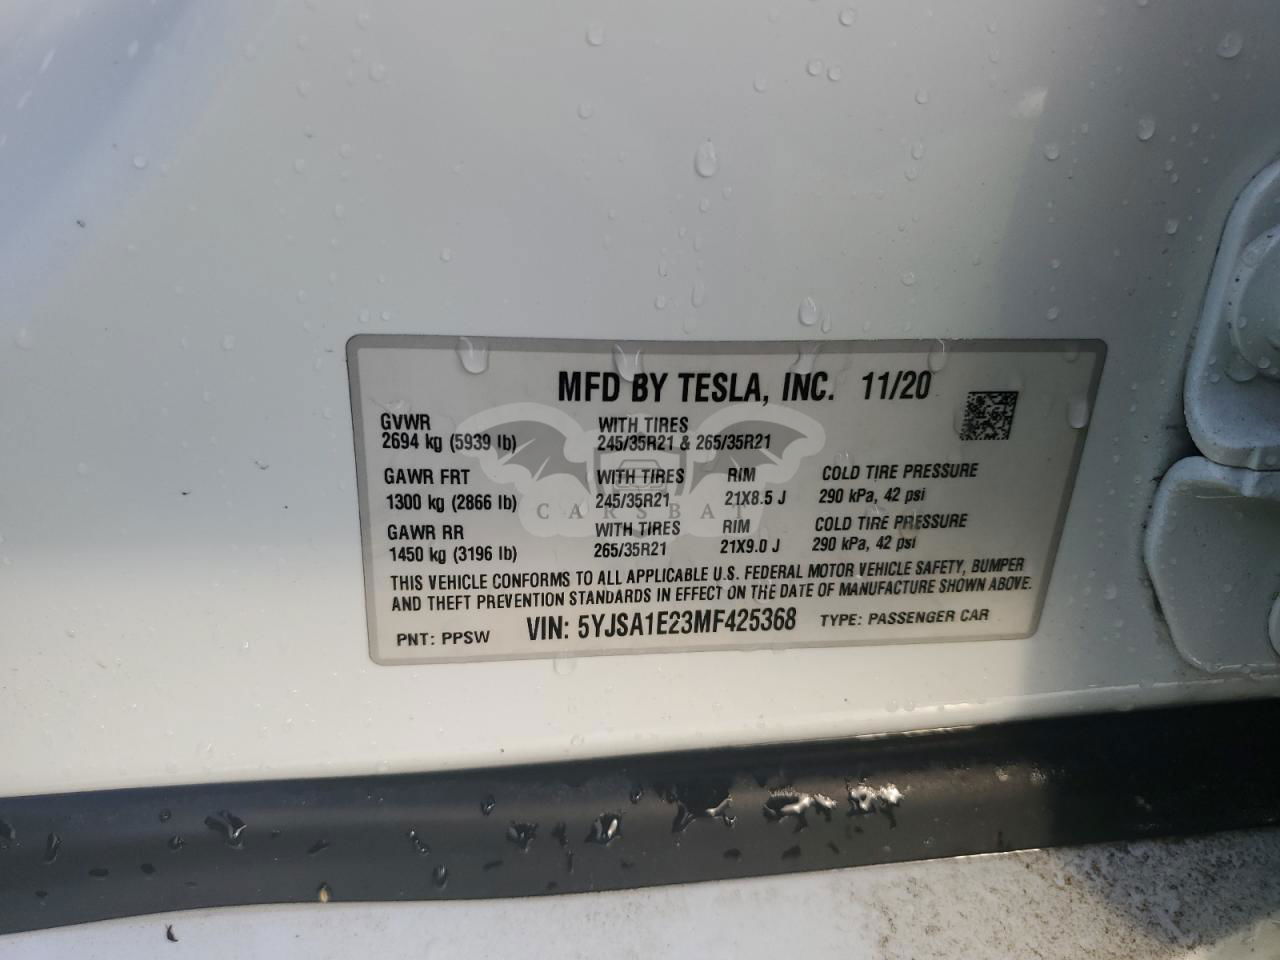 MFD BY TESLA, INC. 11/20
GVWR WITH TIRES
2694 kg (5939 lb) 245/35R21 & 265/35R21
GAWR FRT WITH TIRES RIM COLD TIRE PRESSURE
1300 kg (2866 lb) 245/35R21 21X8.5 J 290 kPa, 42 psi
GAWR RR WITH TIRES RIM COLD TIRE PRESSURE
1450 kg (3196 lb) 265/35R21 21X9.0 J 290 kPa, 42 psi
THIS VEHICLE CONFORMS TO ALL APPLICABLE U.S. FEDERAL MOTOR VEHICLE SAFETY, BUMPER
AND THEFT PREVENTION STANDARDS IN EFFECT ON THE DATE OF MANUFACTURE SHOWN ABOVE.
PNT: PPSW VIN: 5YJSA1E23MF425368 TYPE: PASSENGER CAR
CARSBAT